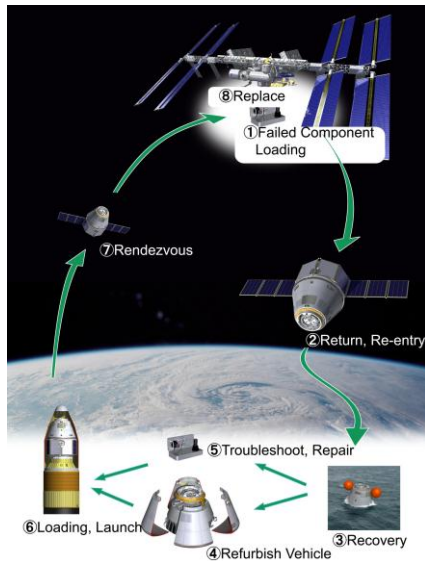 ⑧Replace
①Failed Component
Loading
⑦Rendezvous
②Return, Re-entry
⑤Troubleshoot, Repair
⑥Loading, Launch
③Recovery
④Refurbish Vehicle